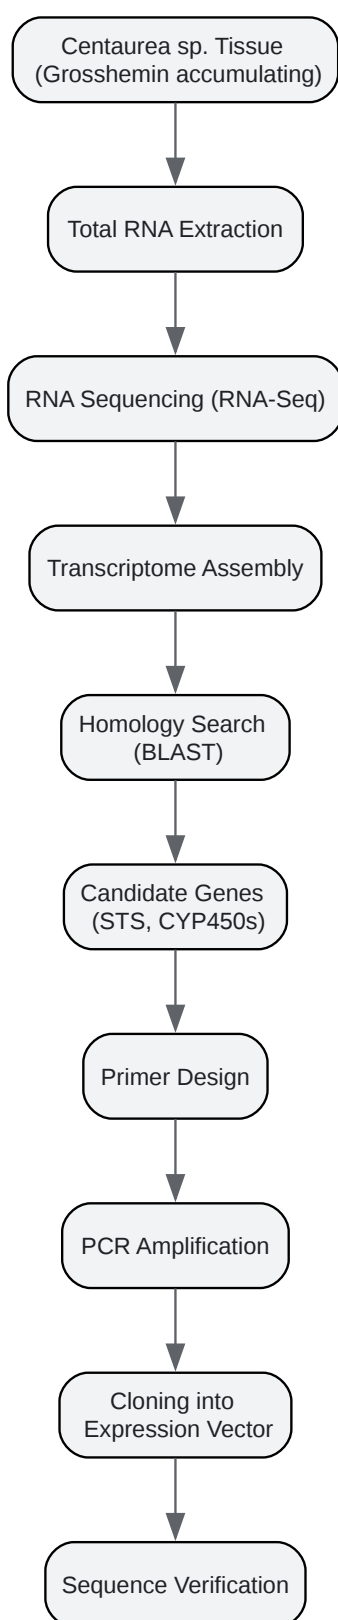 Centaurea sp. Tissue
(Grosshemin accumulating)
Total RNA Extraction
RNA Sequencing (RNA-Seq)
Transcriptome Assembly
Homology Search
(BLAST)
Candidate Genes
(STS, CYP450s)
Primer Design
PCR Amplification
Cloning into
Expression Vector
Sequence Verification